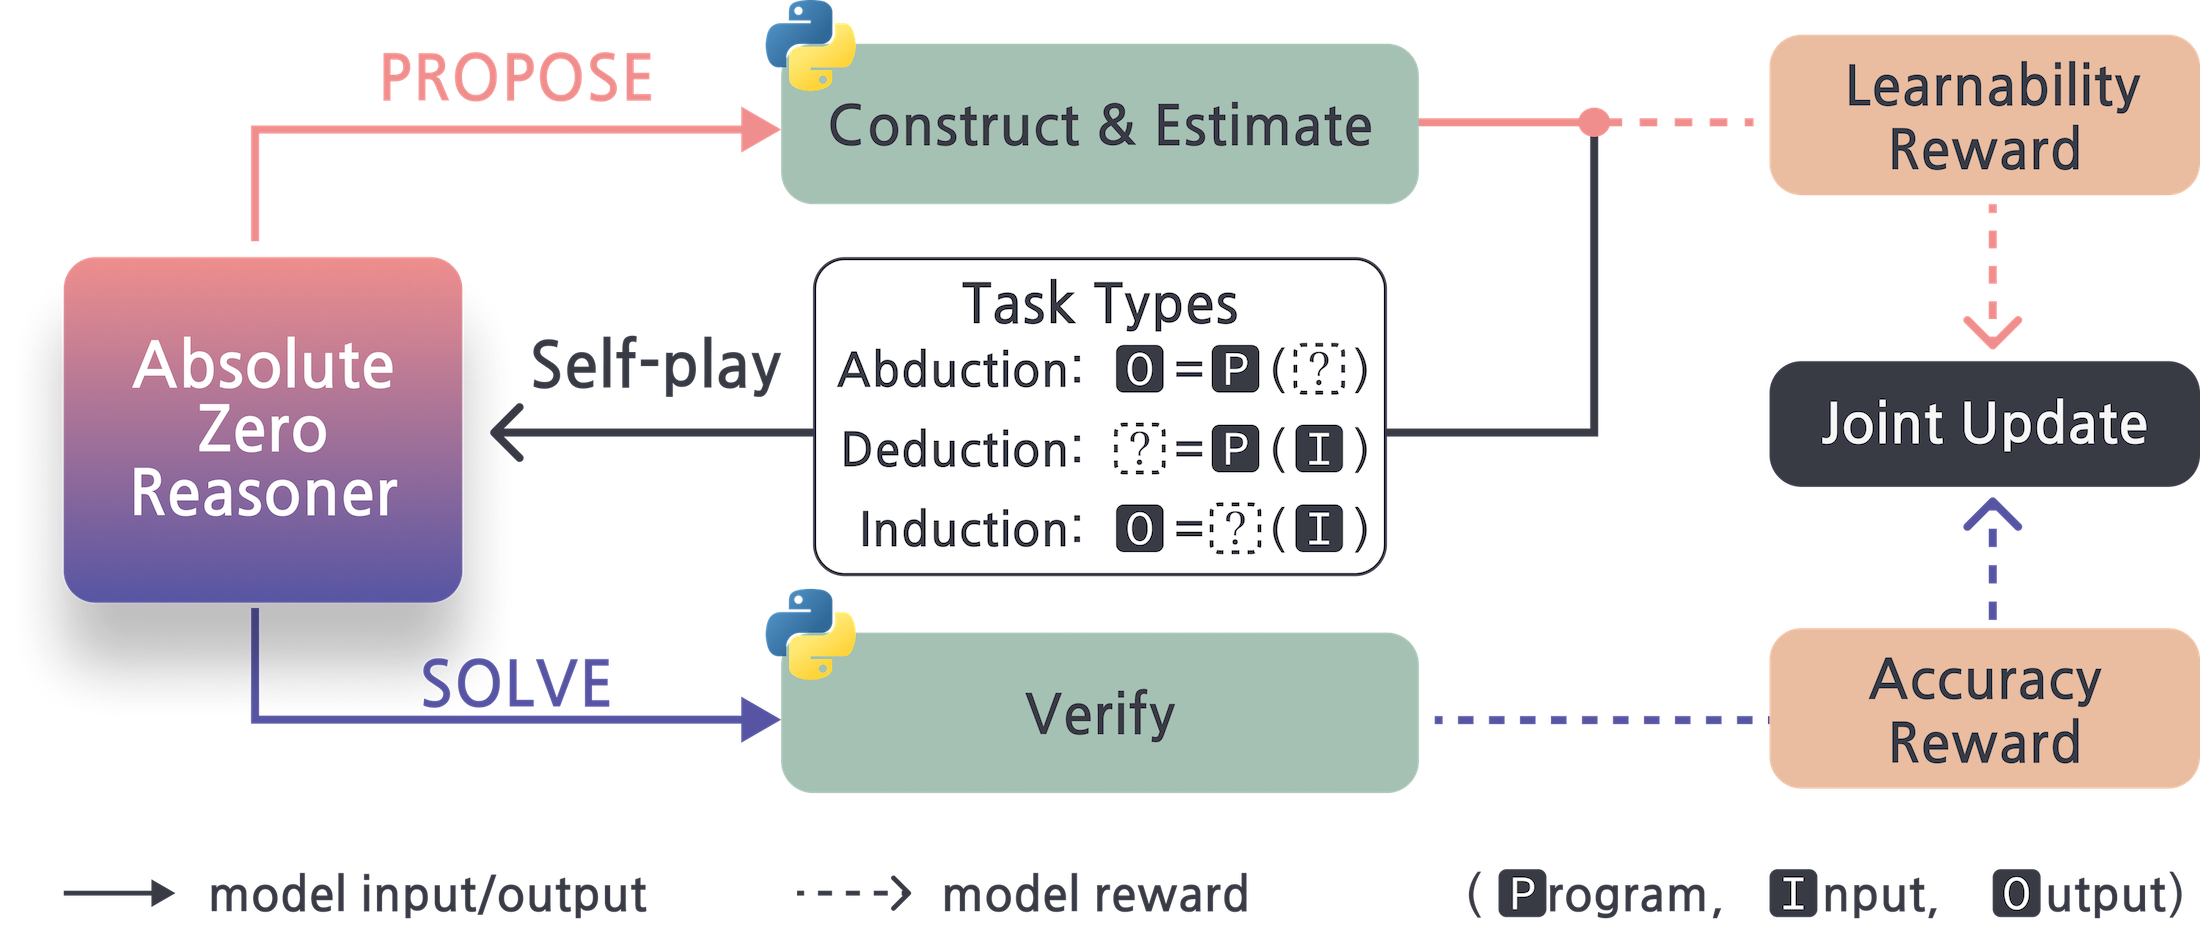 PROPOSE
Construct & Estimate
Learnability
Reward
Absolute
Zero
Reasoner
Self-play
Task Types
Abduction: O = P ( ? )
Deduction: ? = P ( I )
Induction: O = ? ( I )
Joint Update
SOLVE
Verify
Accuracy
Reward
model input/output
model reward
( Program, Input, Output)